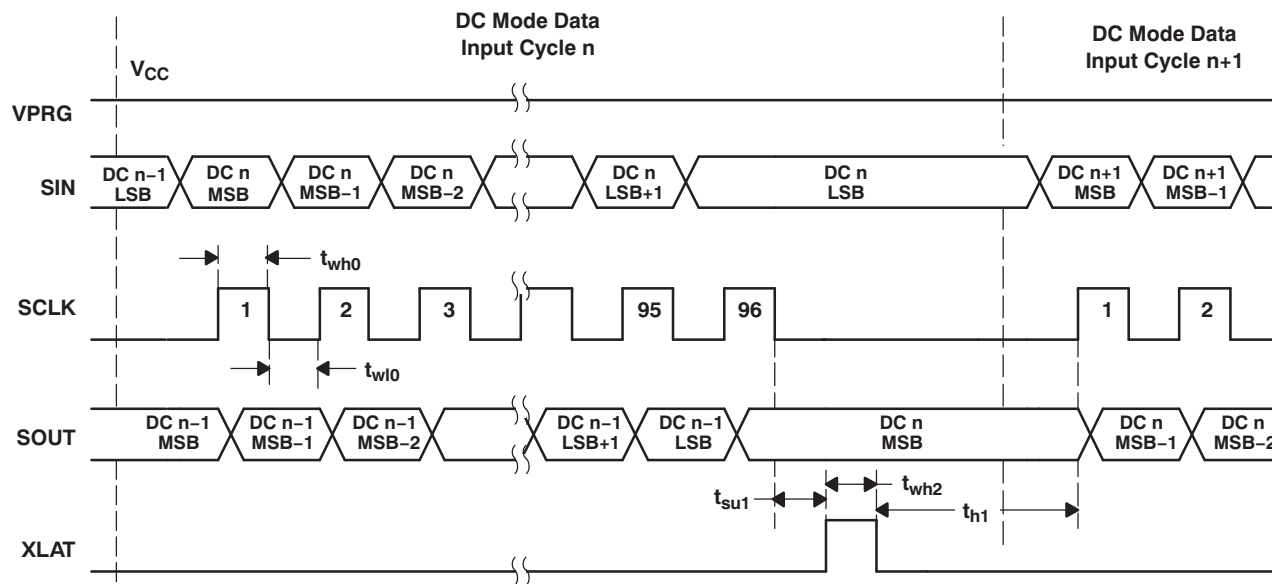 DC Mode Data
Input Cycle n
DC Mode Data
Input Cycle n+1
VCC
VPRG
SIN
DC n−1
LSB
DC n
MSB
DC n
MSB−1
DC n
MSB−2
DC n
LSB+1
DC n
LSB
DC n+1
MSB
DC n+1
MSB−1
twh0
SCLK
1
2
3
95
96
1
2
twl0
SOUT
DC n−1
MSB
DC n−1
MSB−1
DC n−1
MSB−2
DC n−1
LSB+1
DC n−1
LSB
DC n
MSB
DC n
MSB−1
DC n
MSB−2
tsu1
twh2
th1
XLAT